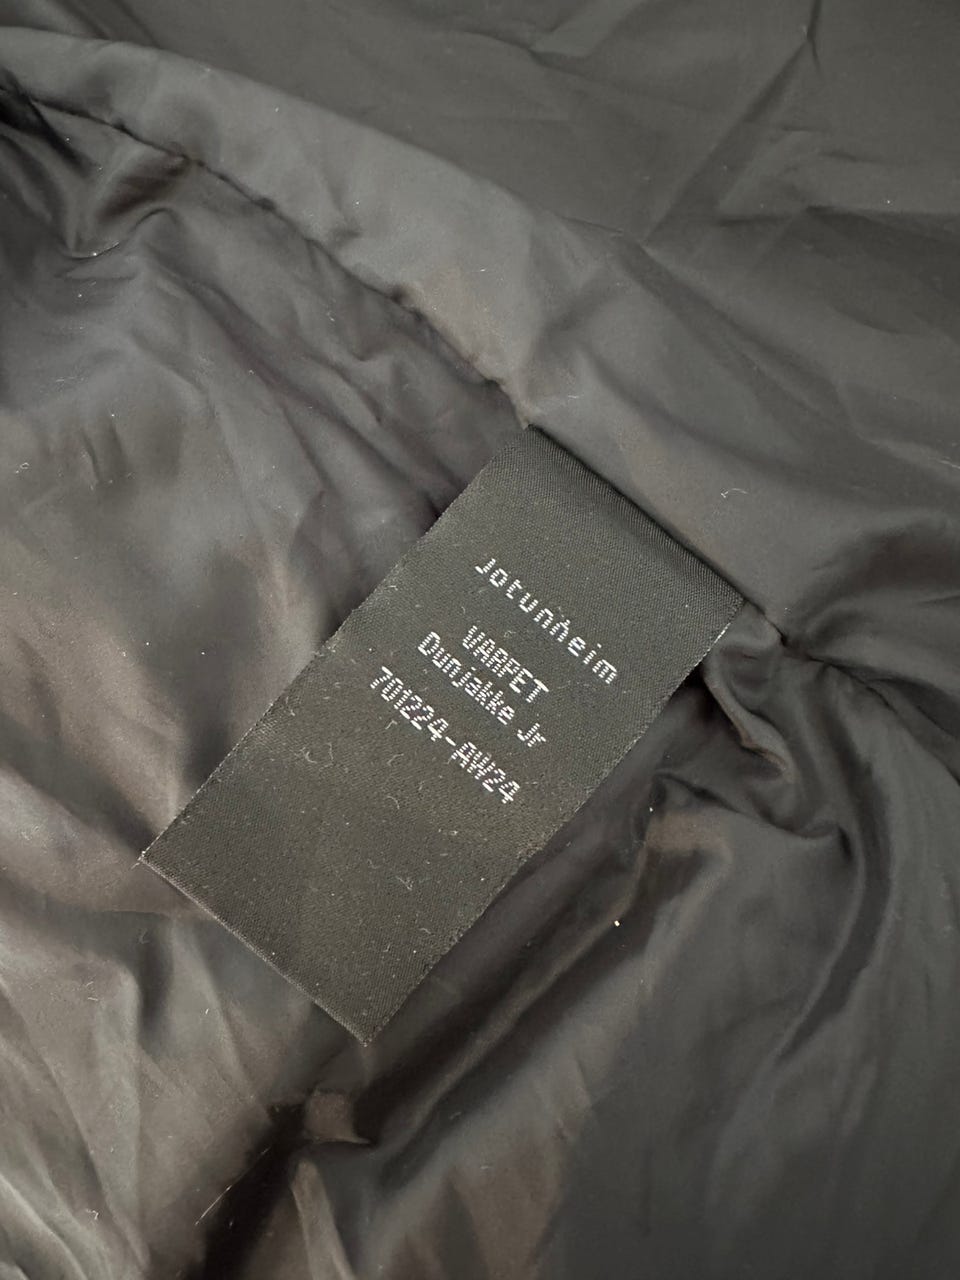 Jotunheim
VARPET
Dunjakke Jr
701224-AW24